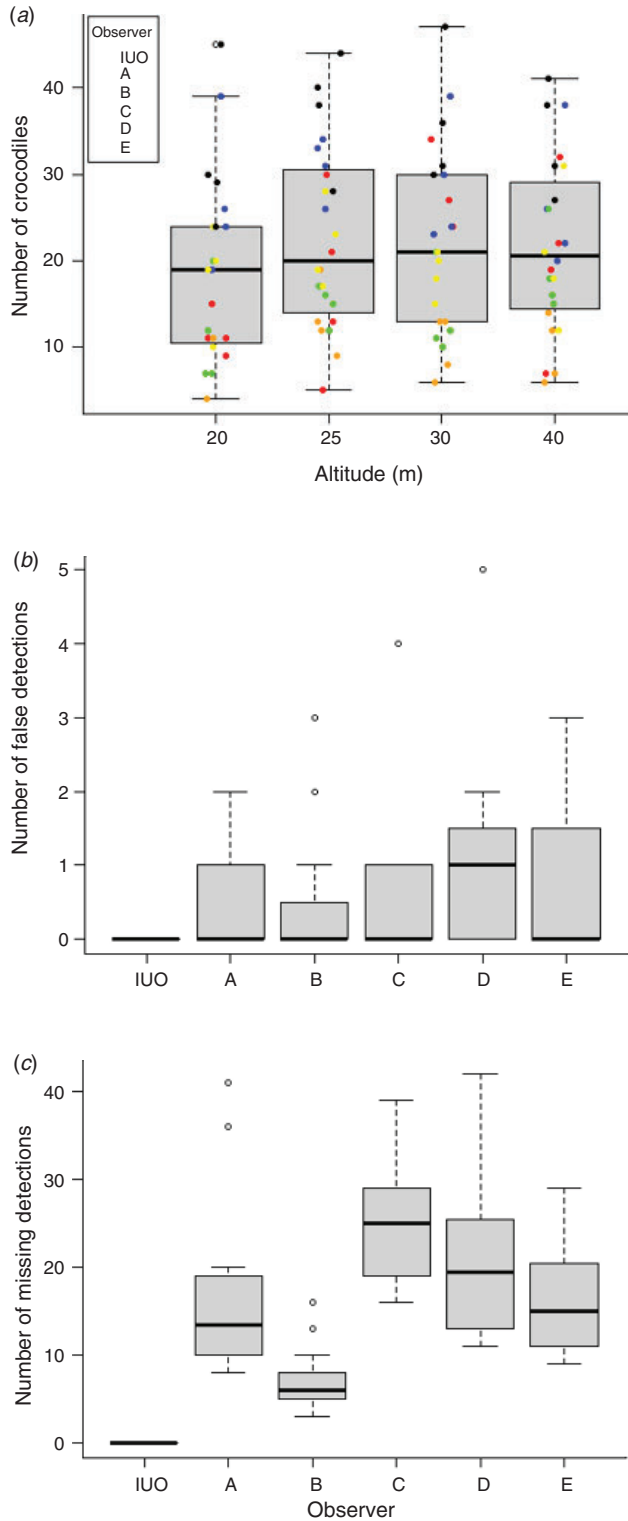 (a)
Observer
IUO
A
B
C
D
E
Number of crocodiles
40
30
20
10
20 25 30 40
Altitude (m)
(b)
Number of false detections
5
4
3
2
1
0
IUO A B C D E
(c)
Number of missing detections
40
30
20
10
0
IUO A B C D E
Observer